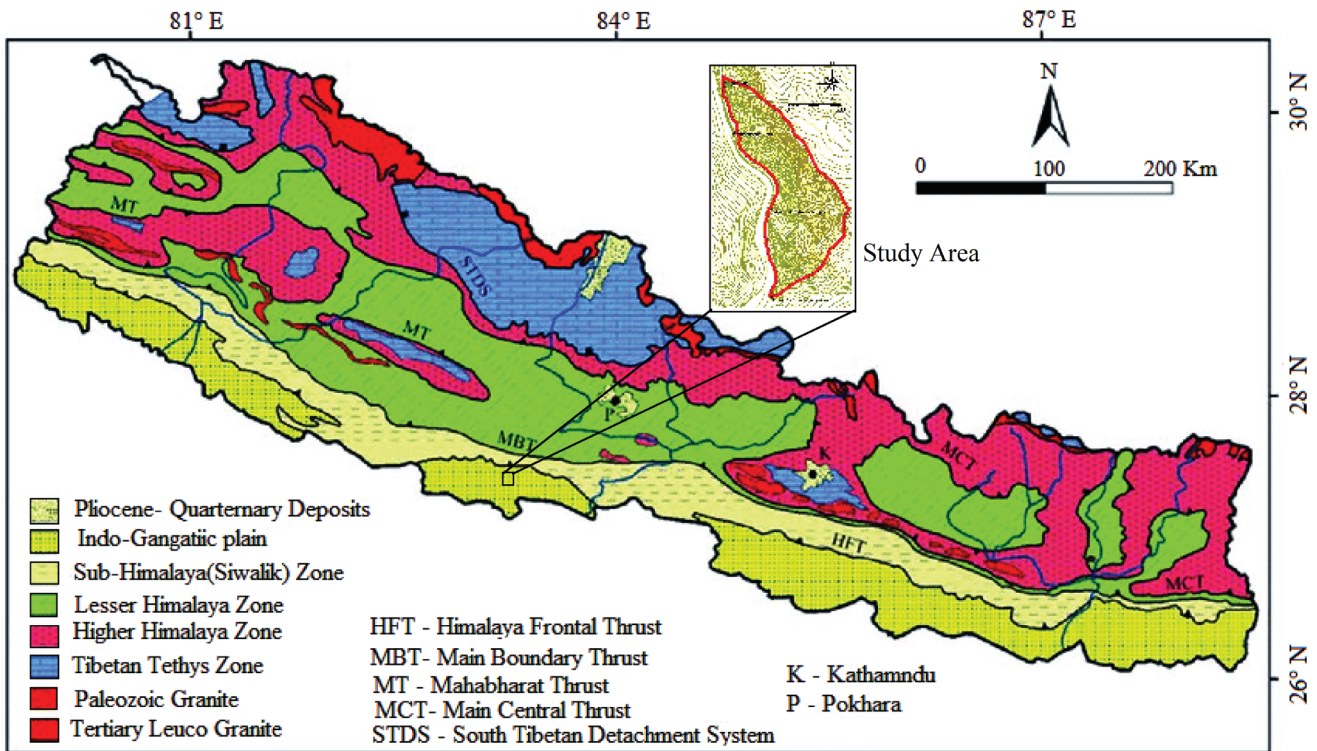 81° E
84° E
87° E
N
30° N
0
100
200 Km
Study Area
MT
STDS
MT
28° N
P
MBT
K
MCT
HFT
MCT
26° N
Pliocene- Quarternary Deposits
Indo-Gangatiic plain
Sub-Himalaya(Siwalik) Zone
Lesser Himalaya Zone
Higher Himalaya Zone
Tibetan Tethys Zone
Paleozoic Granite
Tertiary Leuco Granite
HFT - Himalaya Frontal Thrust
MBT- Main Boundary Thrust
MT - Mahabharat Thrust
MCT- Main Central Thrust
STDS - South Tibetan Detachment System
K - Kathamndu
P - Pokhara